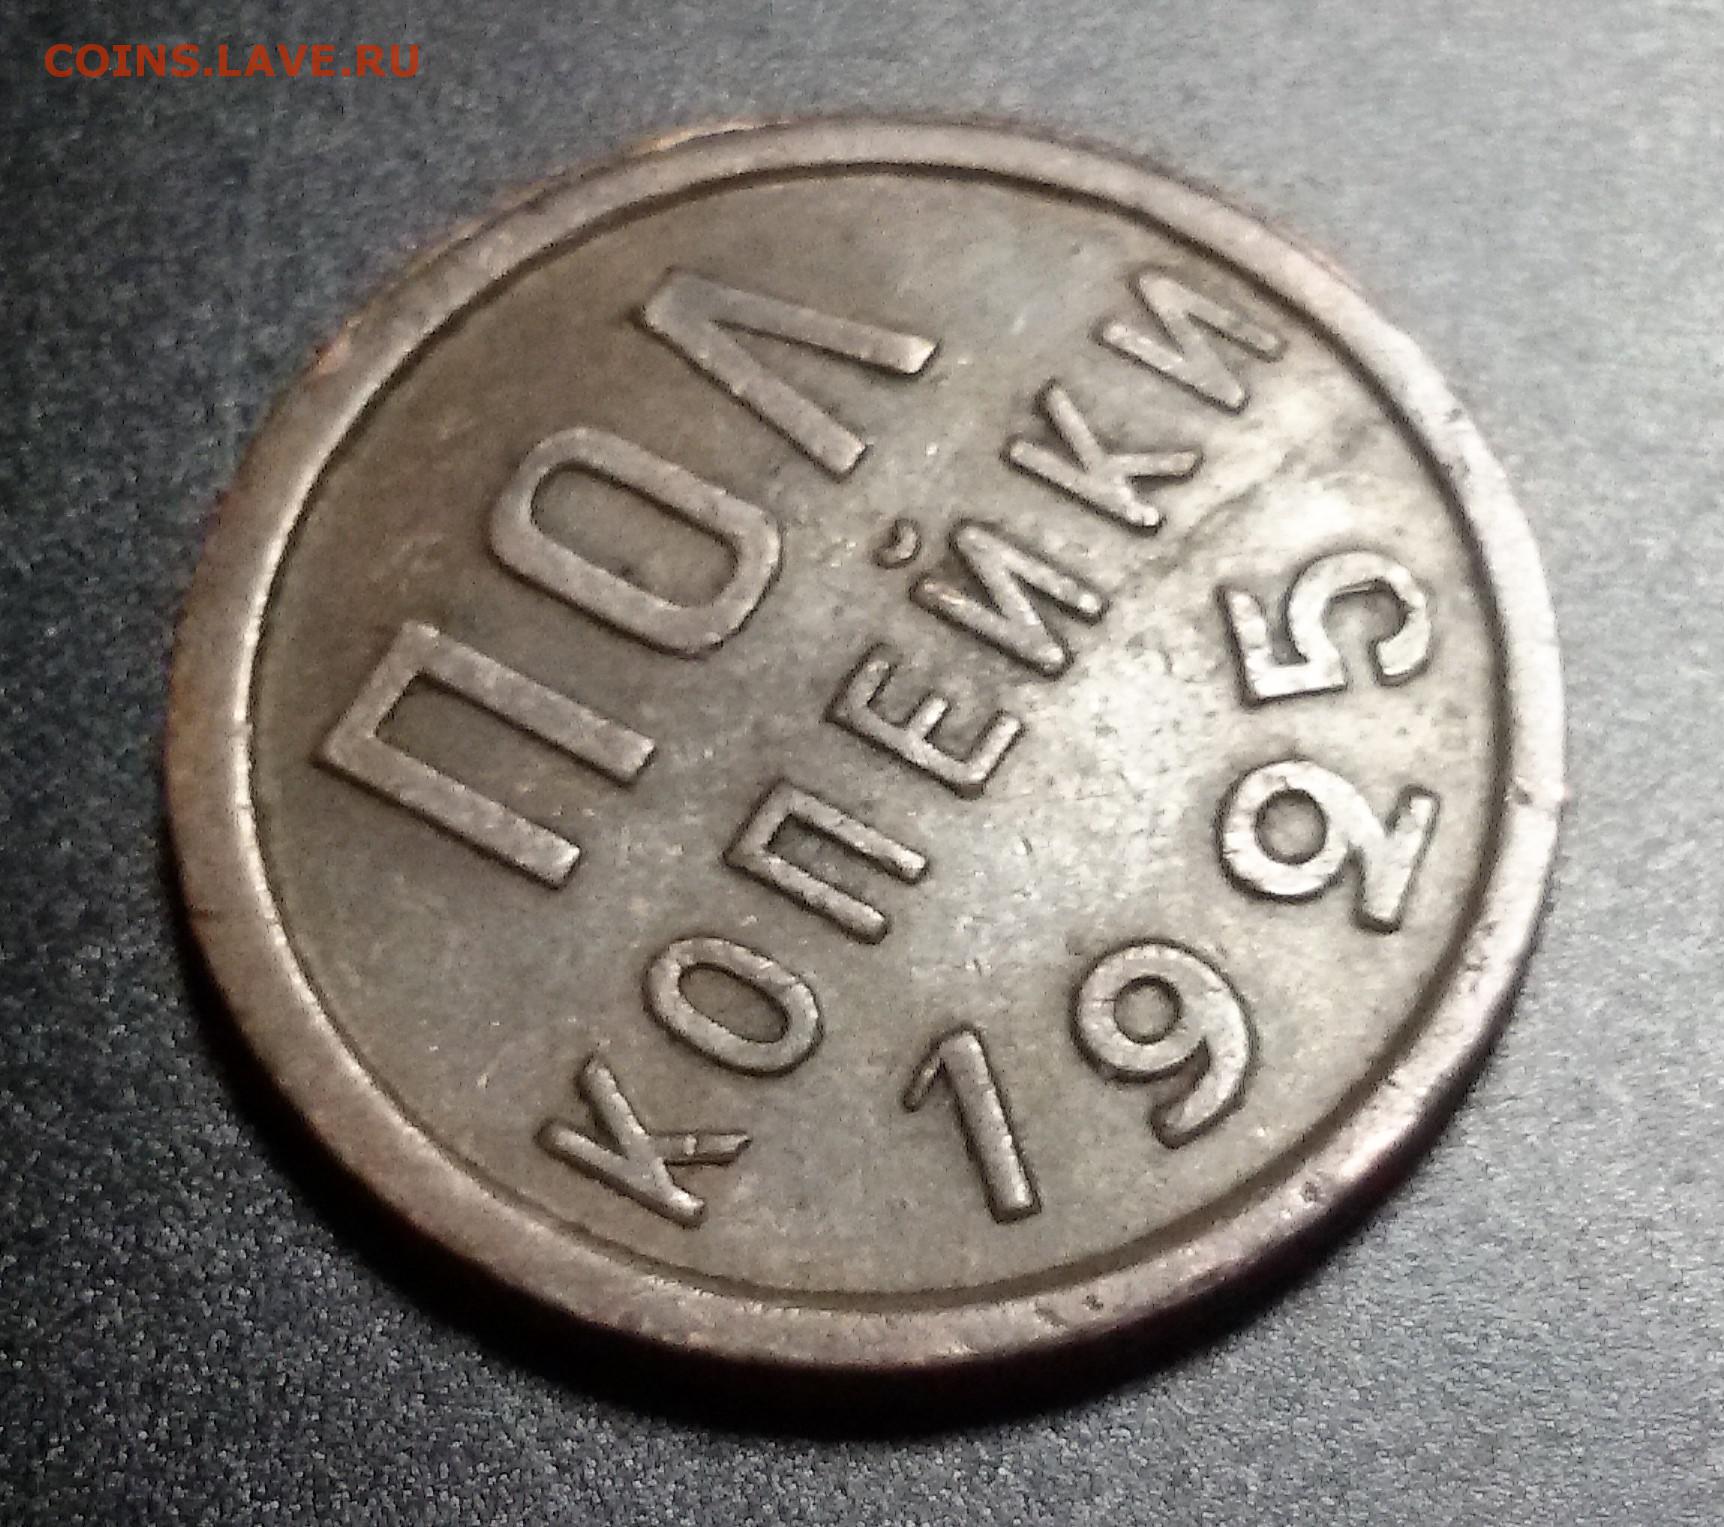 COINS.LAVE.RU
ПОЛ
КОПЕЙКИ
1925